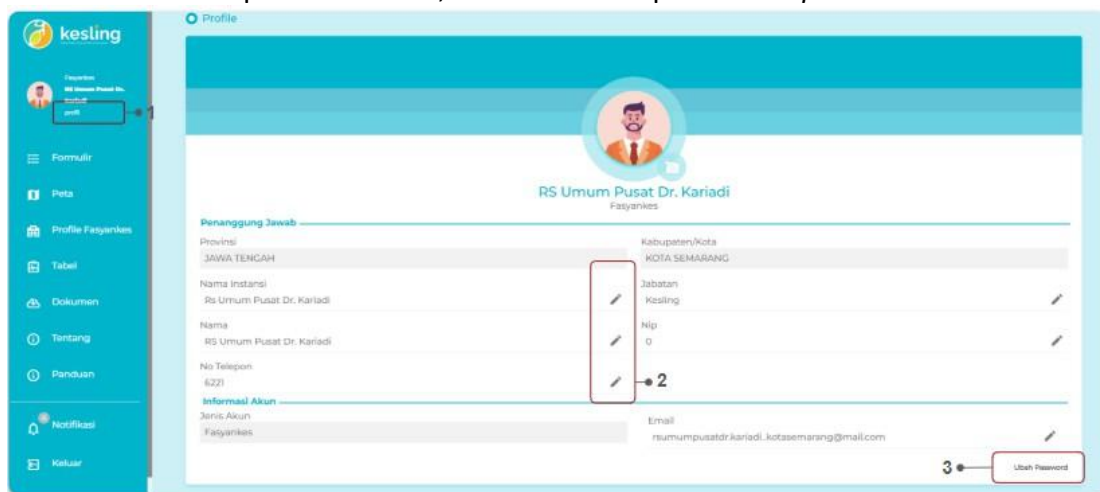 kesling
Fasyankes
RS Umum Pusat Dr.
Kariadi
profil
1
Formulir
Peta
Profile Fasyankes
Tabel
Dokumen
Tentang
Panduan
Notifikasi
Keluar
Profile
RS Umum Pusat Dr. Kariadi
Fasyankes
Penanggung Jawab
Provinsi
JAWA TENGAH
Kabupaten/Kota
KOTA SEMARANG
Nama Instansi
Rs Umum Pusat Dr. Kariadi
Jabatan
Kesling
Nama
RS Umum Pusat Dr. Kariadi
Nip
0
No Telepon
6221
2
Informasi Akun
Jenis Akun
Fasyankes
Email
rsumumpusatdr.kariadi..kotasemarang@mail.com
3
Ubah Password